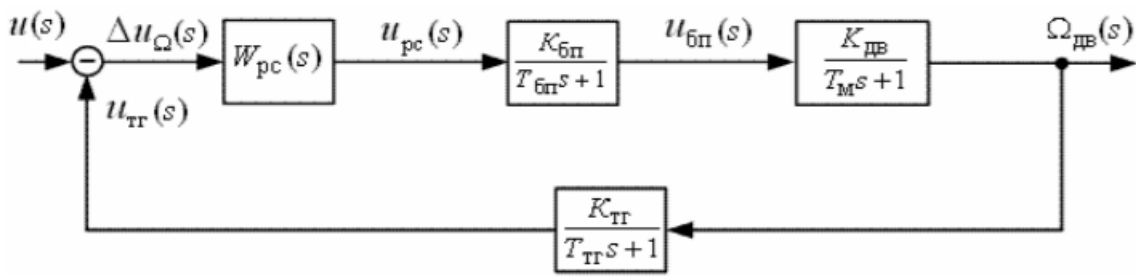 u(s)
Δu_Ω(s)
W_рс(s)
u_рс(s)
K_бп
T_бп s + 1
u_бп(s)
K_дв
T_м s + 1
Ω_дв(s)
u_тг(s)
K_тг
T_тг s + 1